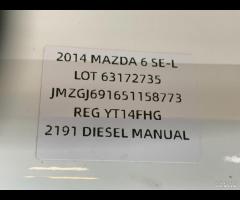 2014 MAZDA 6 SE-L
LOT 63172735
JMZGJ691651158773
REG YT14FHG
2191 DIESEL MANUAL